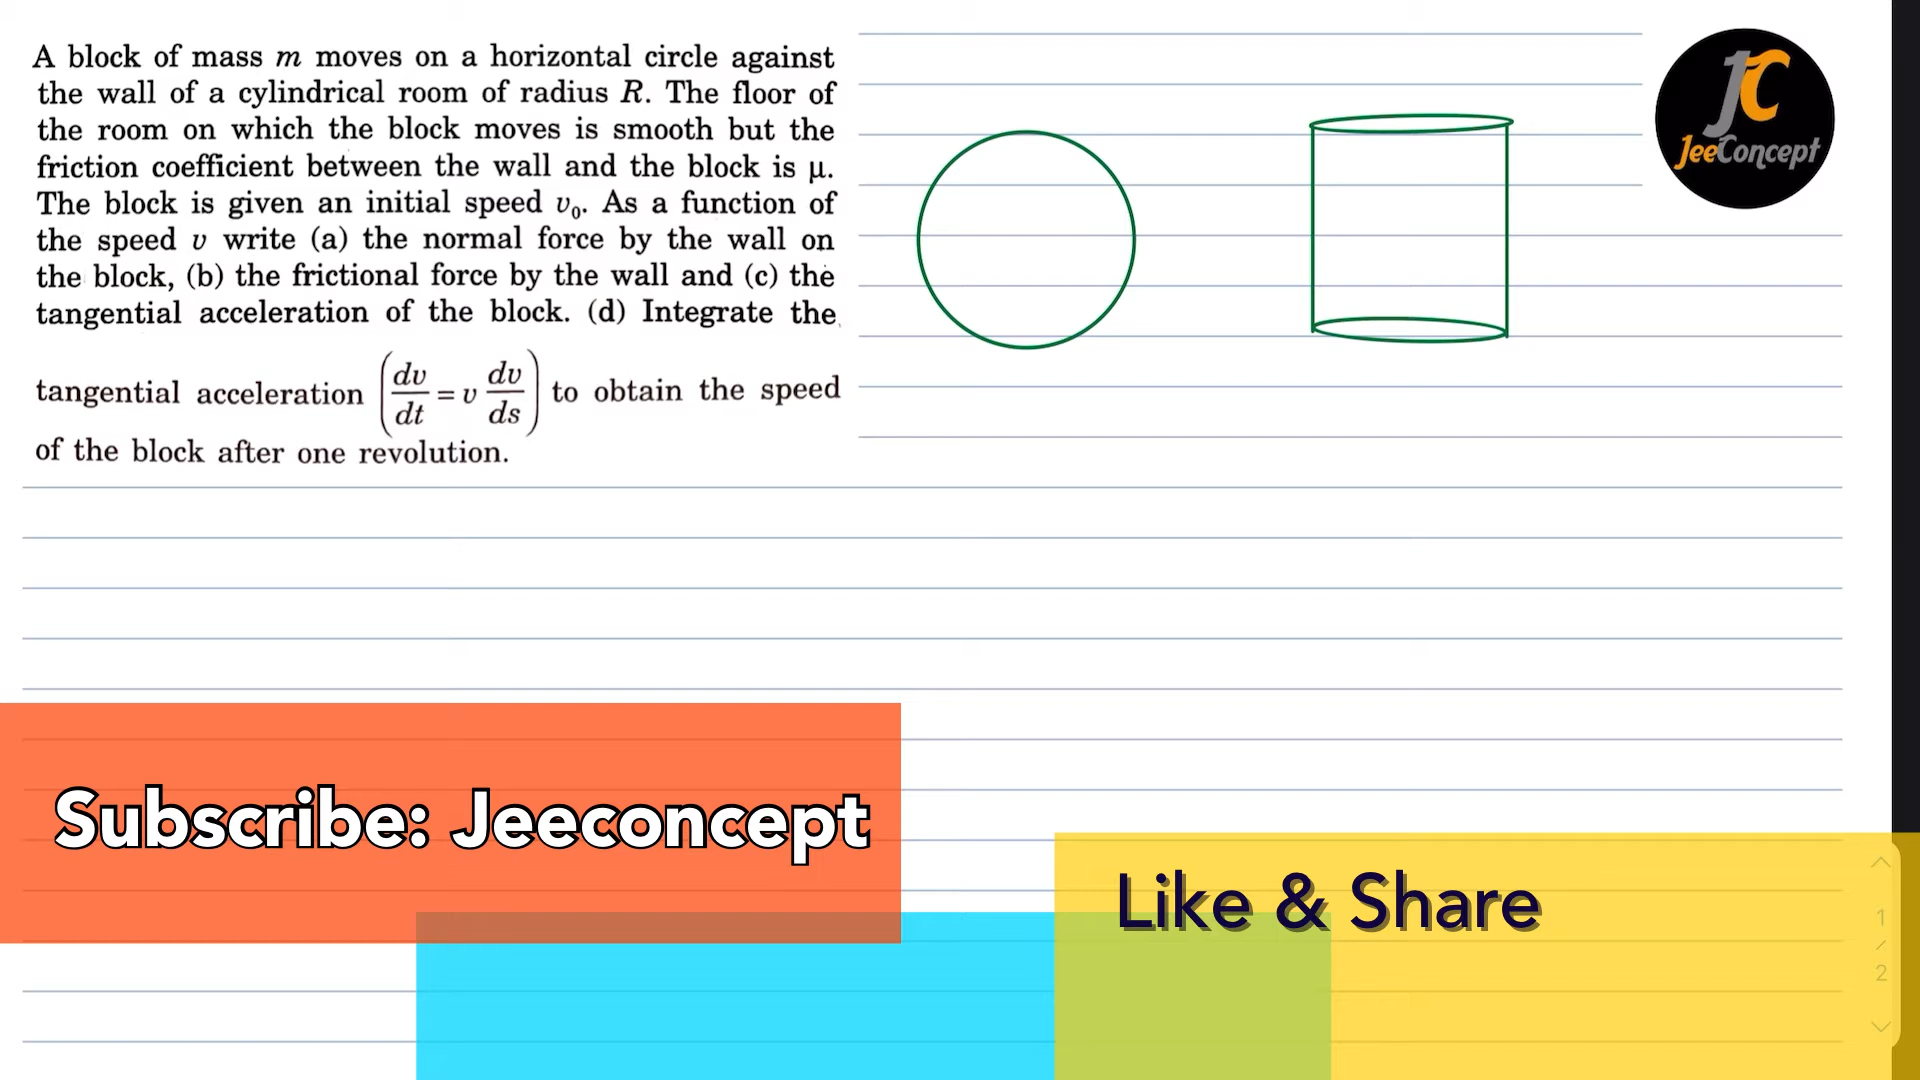 A block of mass m moves on a horizontal circle against
the wall of a cylindrical room of radius R. The floor of
the room on which the block moves is smooth but the
friction coefficient between the wall and the block is μ.
The block is given an initial speed v₀. As a function of
the speed v write (a) the normal force by the wall on
the block, (b) the frictional force by the wall and (c) the
tangential acceleration of the block. (d) Integrate the
tangential acceleration (dv/dt = v dv/ds) to obtain the speed
of the block after one revolution.
JC
JeeConcept
Subscribe: Jeeconcept
Like & Share
1
/
2